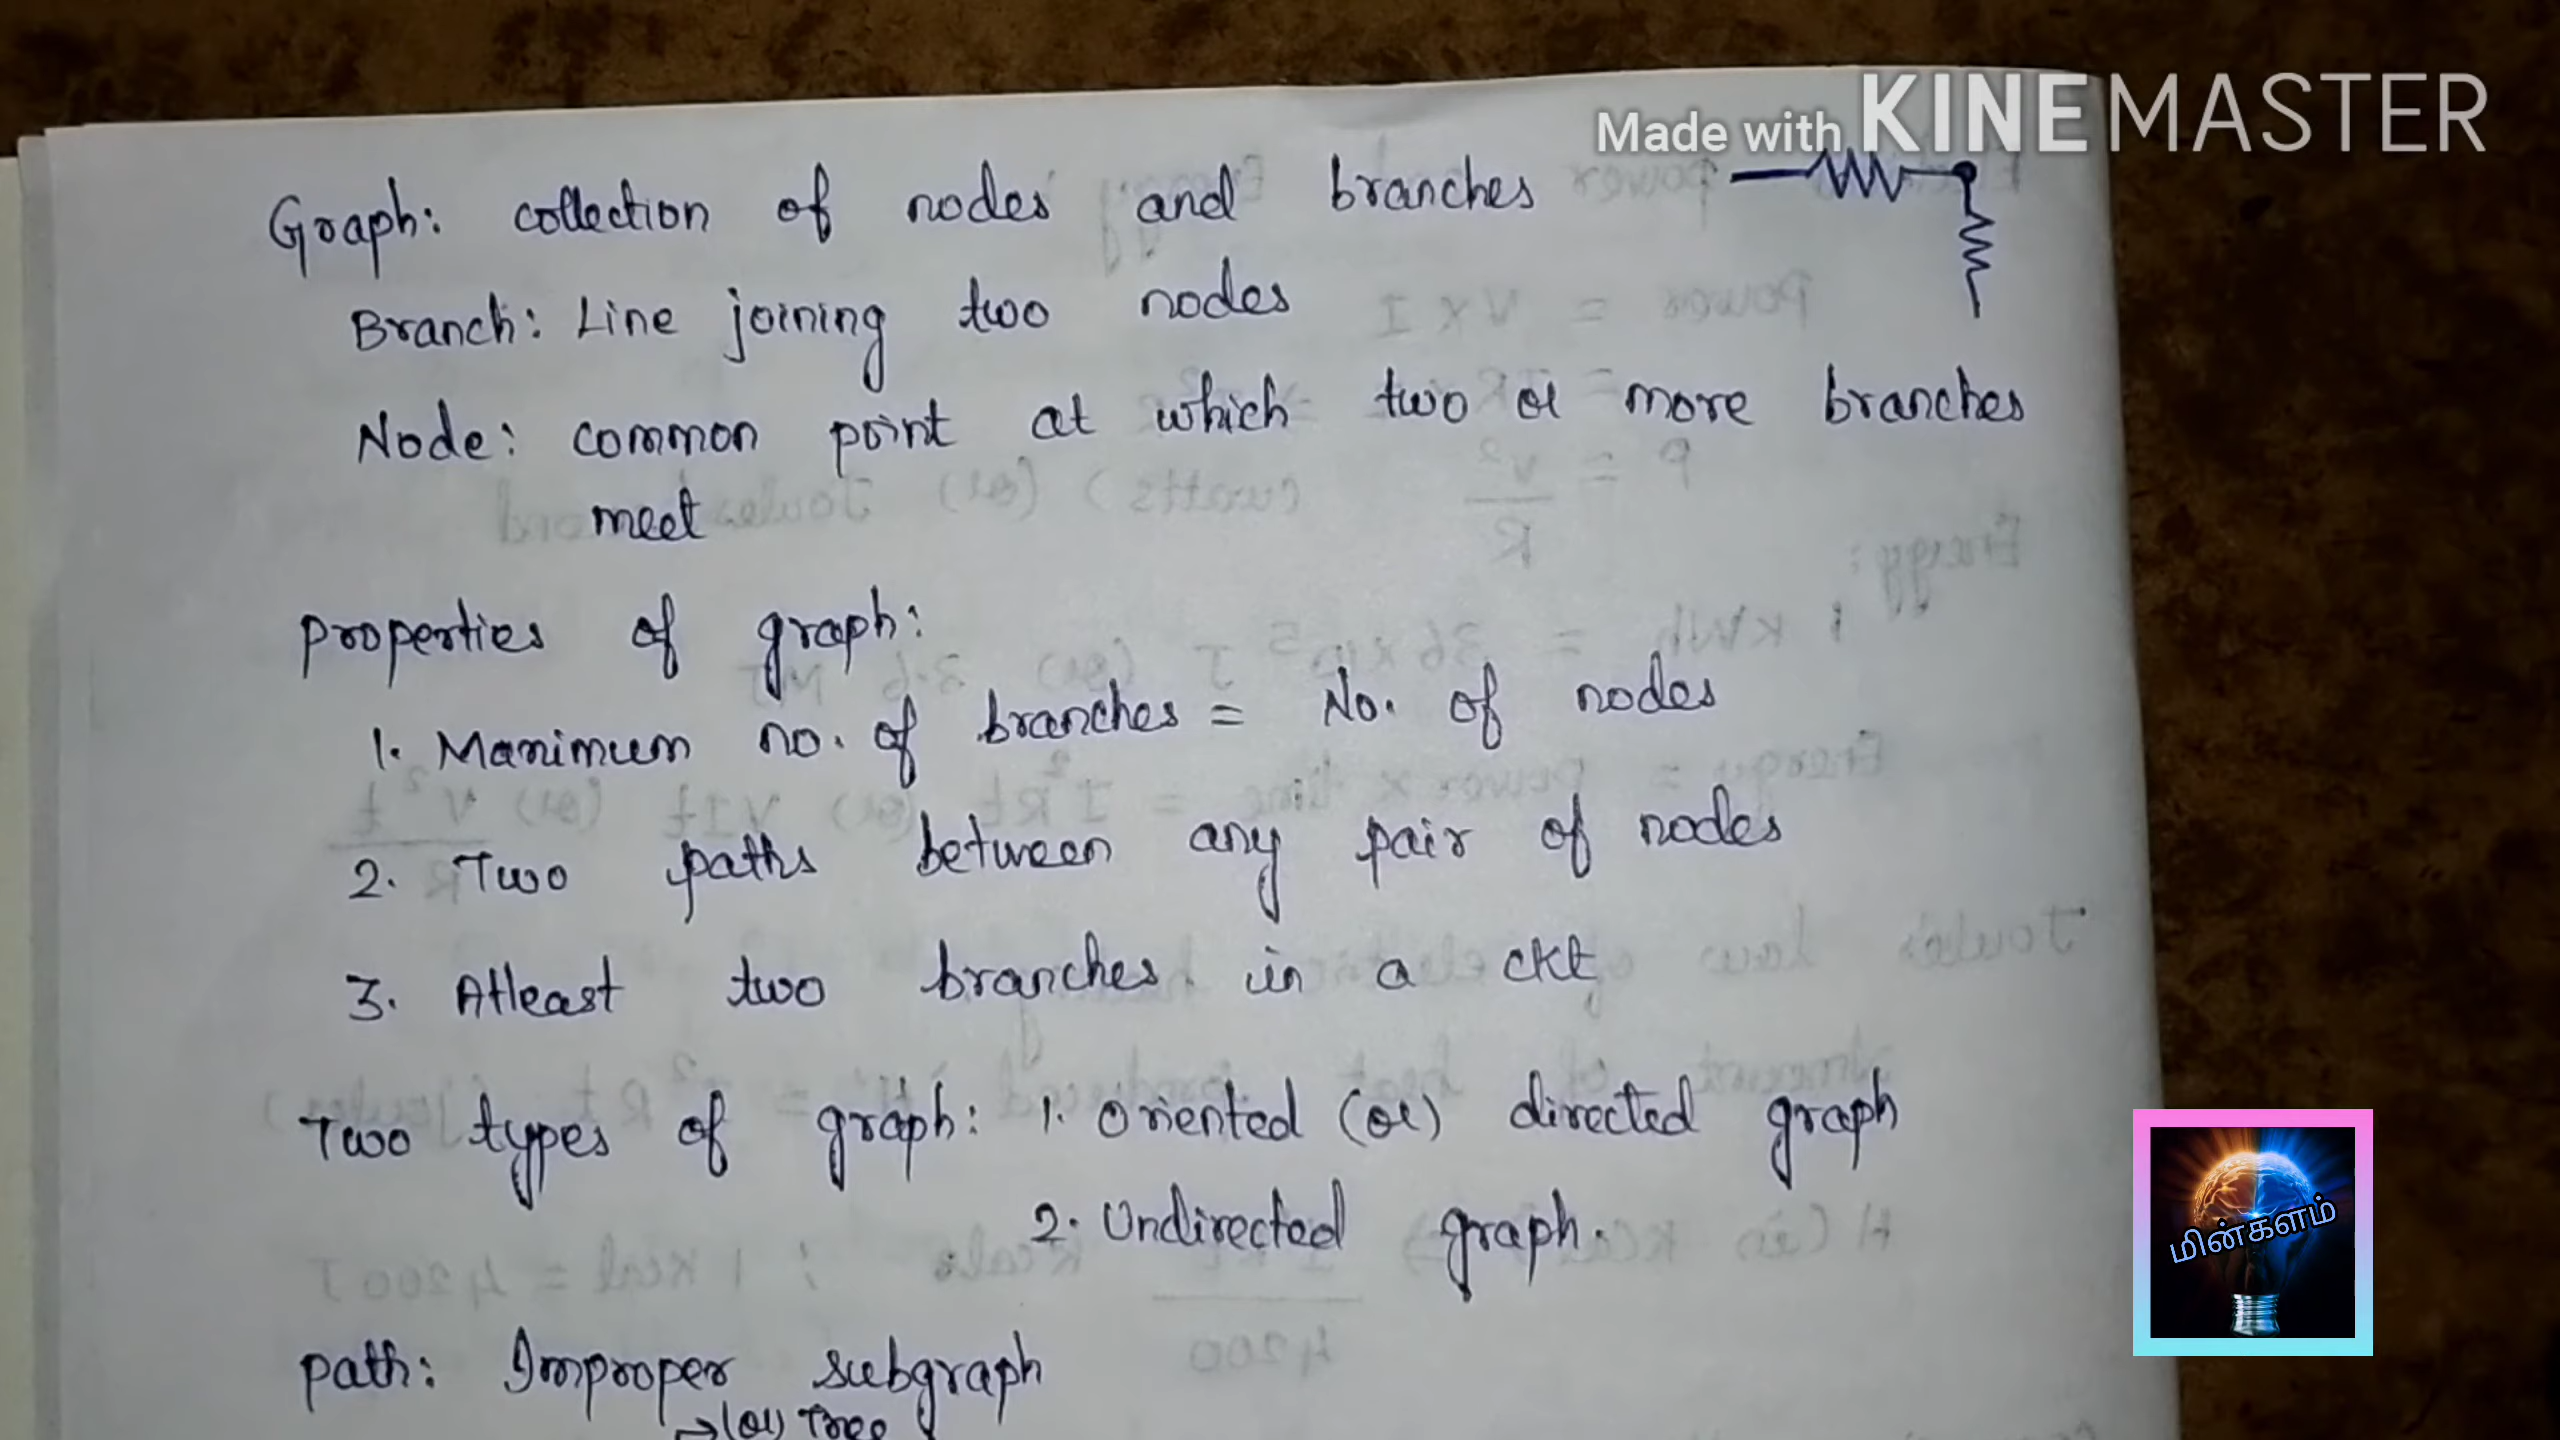 Made with KINEMASTER
Graph: collection of nodes and branches
Branch: Line joining two nodes
Node: common point at which two or more branches
meet
Properties of graph:
1. Maximum no. of branches = No. of nodes
2. Two paths between any pair of nodes
3. Atleast two branches in a ckt
Two types of graph: 1. Oriented (or) directed graph
2. Undirected graph.
path: Improper subgraph
→ (or) Tree
மின்களம்